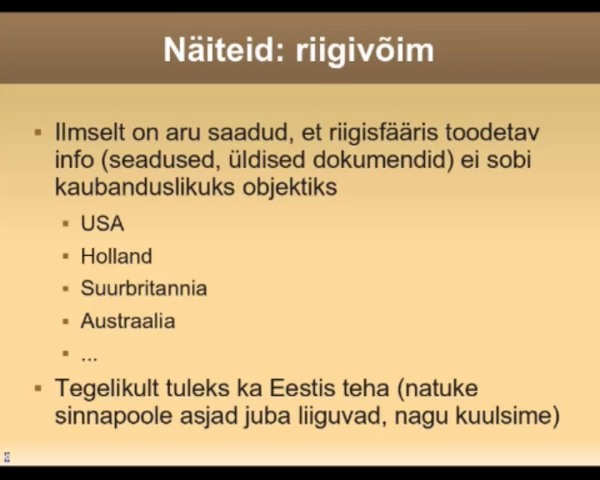 Näiteid: riigivõim
Ilmselt on aru saadud, et riigisfääris toodetav
info (seadused, üldised dokumendid) ei sobi
kaubanduslikuks objektiks
USA
Holland
Suurbritannia
Austraalia
...
Tegelikult tuleks ka Eestis teha (natuke
sinnapoole asjad juba liiguvad, nagu kuulsime)